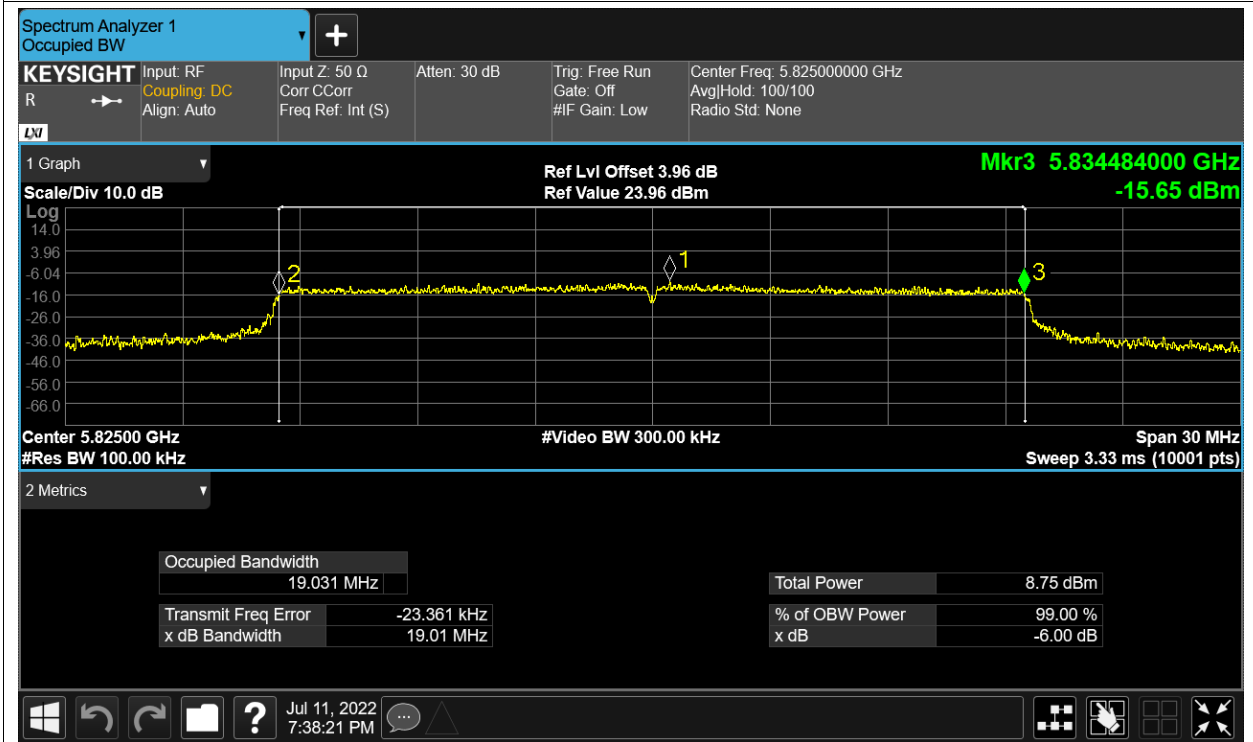 Spectrum Analyzer 1
Occupied BW
KEYSIGHT
R
LXI
Input: RF
Coupling: DC
Align: Auto
Input Z: 50 Ω
Corr CCorr
Freq Ref: Int (S)
Atten: 30 dB
Trig: Free Run
Gate: Off
#IF Gain: Low
Center Freq: 5.825000000 GHz
Avg|Hold: 100/100
Radio Std: None
1 Graph
Scale/Div 10.0 dB
Ref Lvl Offset 3.96 dB
Ref Value 23.96 dBm
Mkr3 5.834484000 GHz
-15.65 dBm
Log
14.0
3.96
-6.04
-16.0
-26.0
-36.0
-46.0
-56.0
-66.0
2
1
3
Center 5.82500 GHz
#Video BW 300.00 kHz
Span 30 MHz
#Res BW 100.00 kHz
Sweep 3.33 ms (10001 pts)
2 Metrics
Occupied Bandwidth
19.031 MHz
Transmit Freq Error -23.361 kHz
x dB Bandwidth 19.01 MHz
Total Power 8.75 dBm
% of OBW Power 99.00 %
x dB -6.00 dB
?
Jul 11, 2022
7:38:21 PM